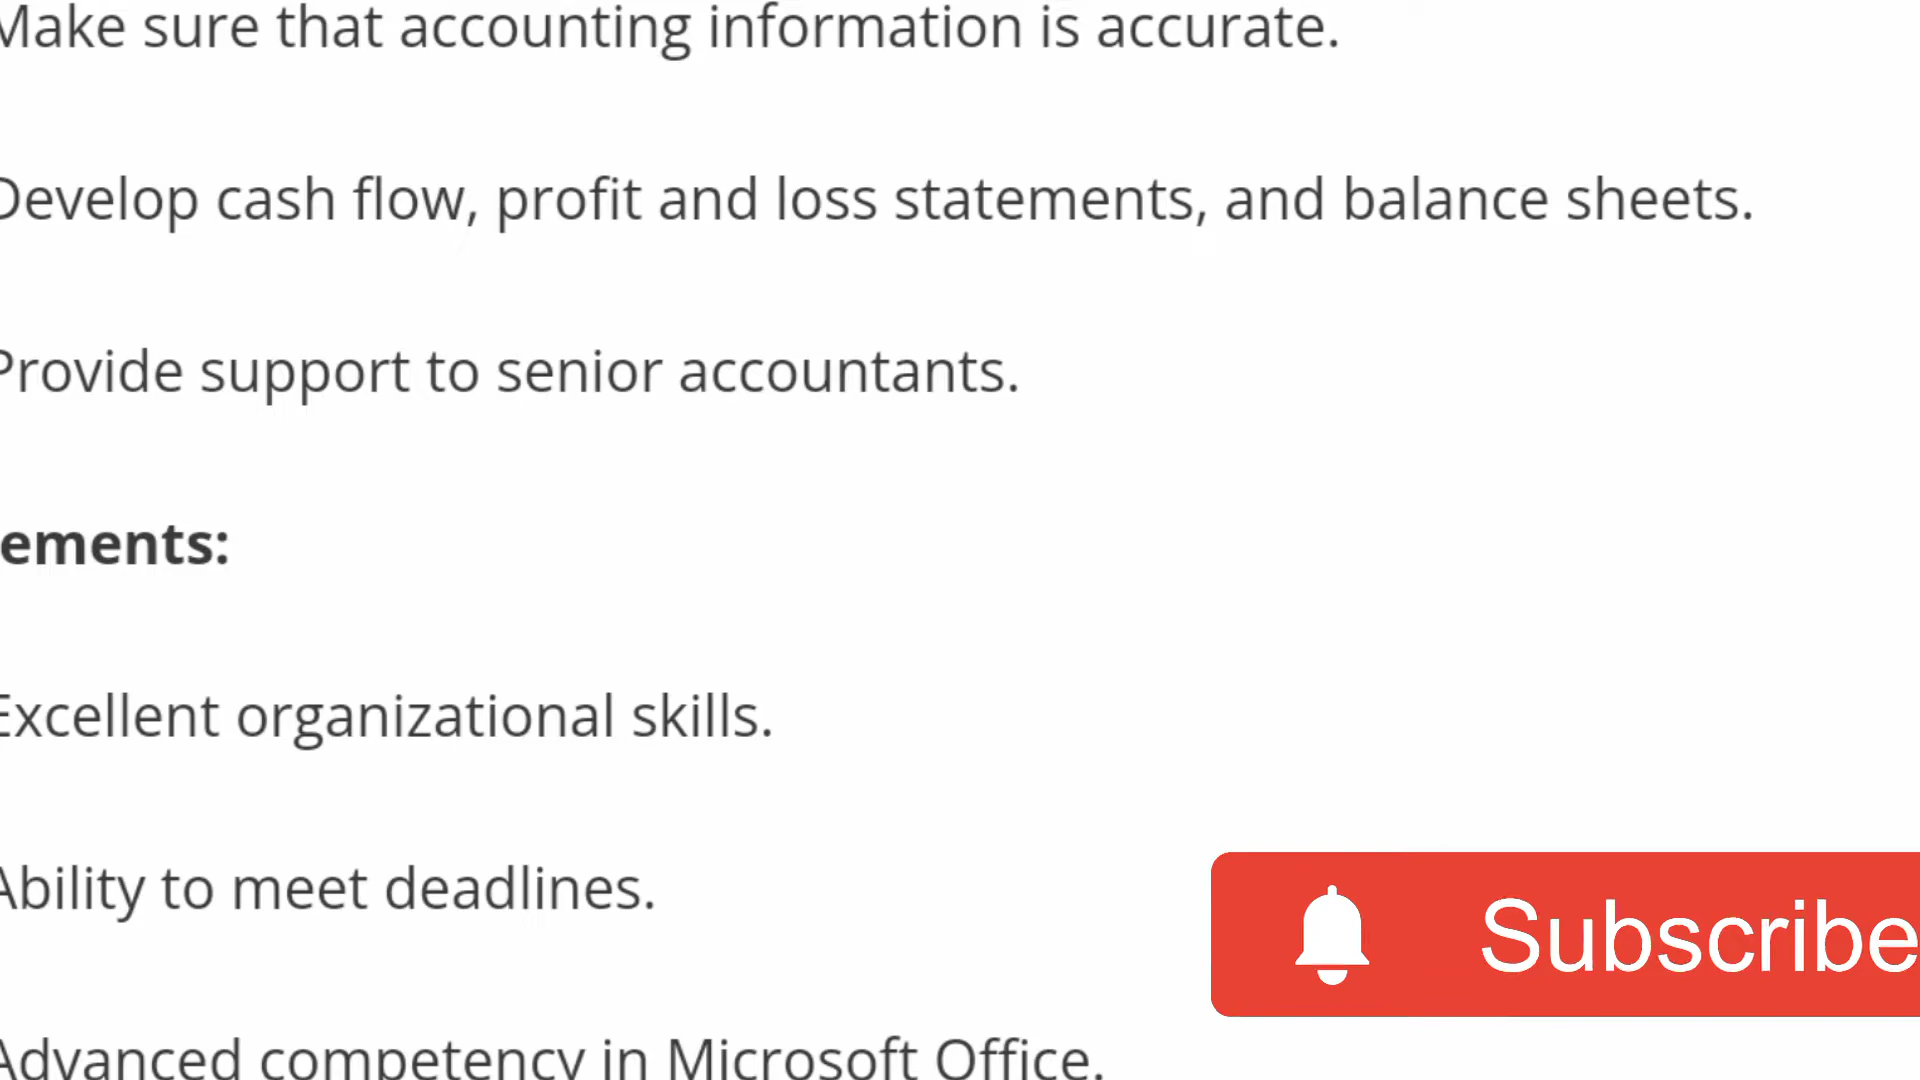 Make sure that accounting information is accurate.
Develop cash flow, profit and loss statements, and balance sheets.
Provide support to senior accountants.
ements:
Excellent organizational skills.
Ability to meet deadlines.
Subscribe
Advanced competency in Microsoft Office.